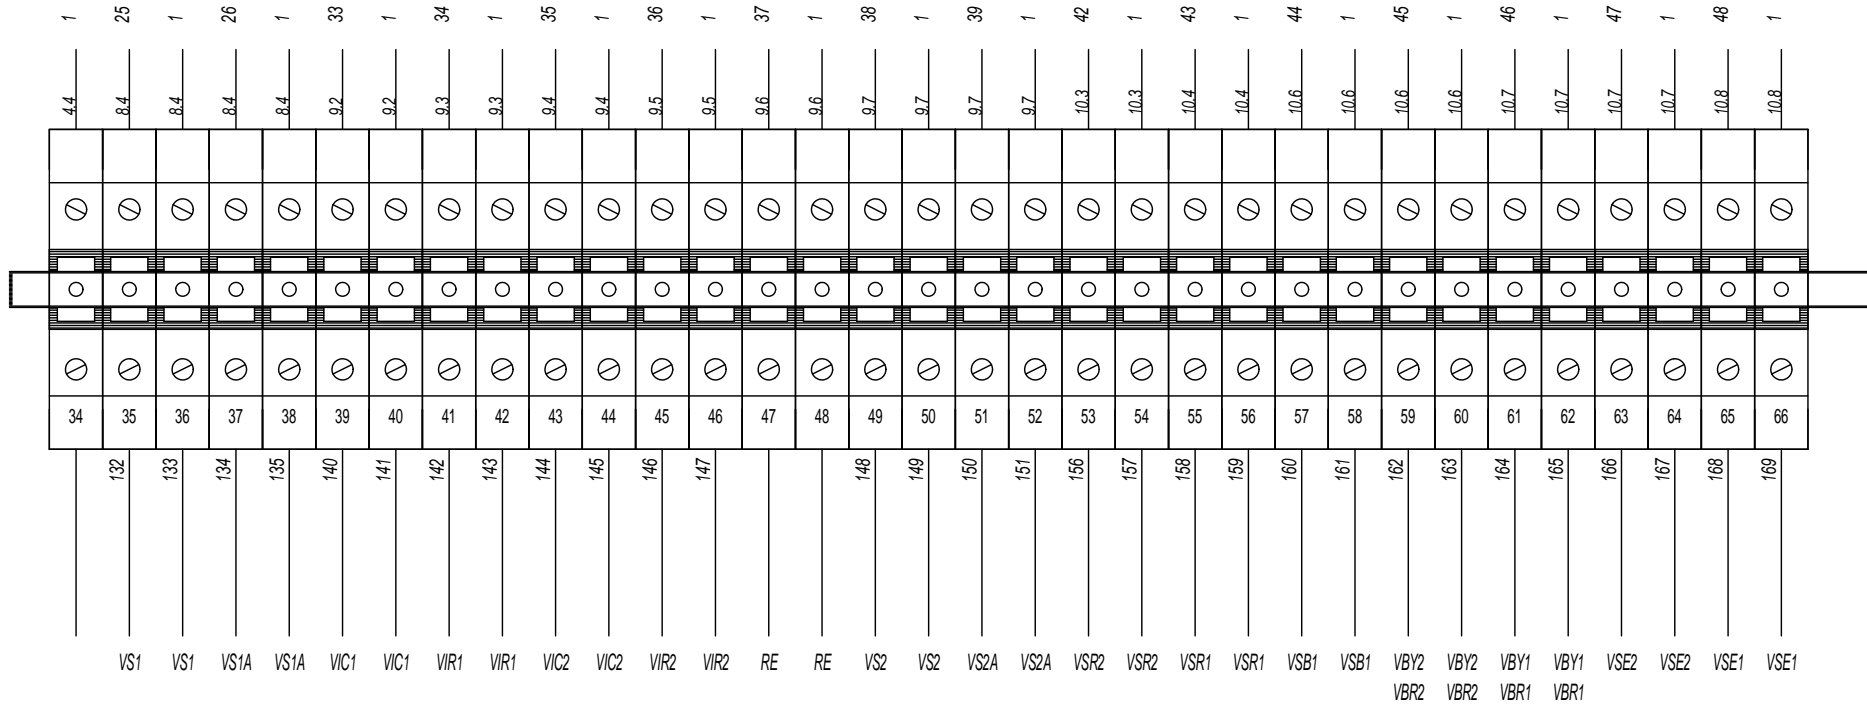 1 25 1 26 1 33 1 34 1 35 1 36 1 37 1 38 1 39 1 42 1 43 1 44 1 45 1 46 1 47 1 48 1
4.4 8.4 8.4 8.4 8.4 9.2 9.2 9.3 9.3 9.4 9.4 9.5 9.5 9.6 9.6 9.7 9.7 9.7 9.7 10.3 10.3 10.4 10.4 10.6 10.6 10.6 10.6 10.7 10.7 10.7 10.7 10.8 10.8
34 35 36 37 38 39 40 41 42 43 44 45 46 47 48 49 50 51 52 53 54 55 56 57 58 59 60 61 62 63 64 65 66
132 133 134 135 140 141 142 143 144 145 146 147 148 149 150 151 156 157 158 159 160 161 162 163 164 165 166 167 168 169
VS1 VS1 VS1A VS1A VIC1 VIC1 VIR1 VIR1 VIC2 VIC2 VIR2 VIR2 RE RE VS2 VS2 VS2A VS2A VSR2 VSR2 VSR1 VSR1 VSB1 VSB1 VBY2 VBY2 VBY1 VBY1 VSE2 VSE2 VSE1 VSE1
VBR2 VBR2 VBR1 VBR1